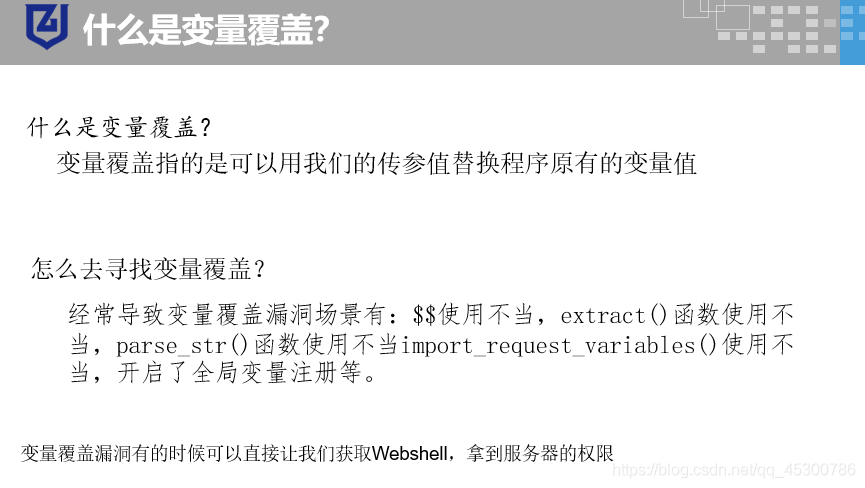 什么是变量覆盖?
什么是变量覆盖?
变量覆盖指的是可以用我们的传参值替换程序原有的变量值
怎么去寻找变量覆盖?
经常导致变量覆盖漏洞场景有：$$使用不当，extract()函数使用不
当，parse_str()函数使用不当import_request_variables()使用不
当，开启了全局变量注册等。
变量覆盖漏洞有的时候可以直接让我们获取Webshell，拿到服务器的权限
https://blog.csdn.net/qq_45300786